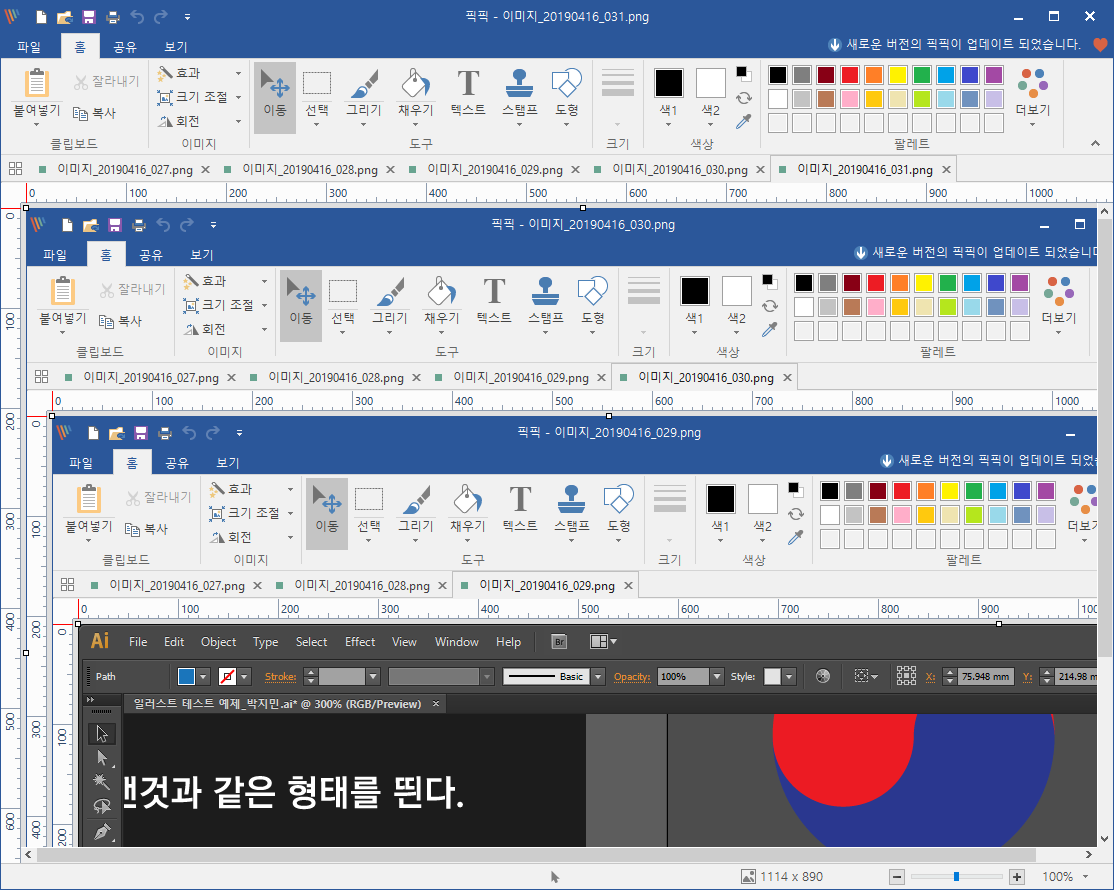 픽픽 - 이미지_20190416_031.png
파일 홈 공유 보기 새로운 버전의 픽픽이 업데이트 되었습니다.
붙여넣기 잘라내기 복사 효과 크기 조절 회전 이동 선택 그리기 채우기 텍스트 스탬프 도형 색1 색2 더보기
클립보드 이미지 도구 크기 색상 팔레트
이미지_20190416_027.png 이미지_20190416_028.png 이미지_20190416_029.png 이미지_20190416_030.png 이미지_20190416_031.png
0 100 200 300 400 500 600 700 800 900 1000
픽픽 - 이미지_20190416_030.png
파일 홈 공유 보기 새로운 버전의 픽픽이 업데이트 되었습니
붙여넣기 잘라내기 복사 효과 크기 조절 회전 이동 선택 그리기 채우기 텍스트 스탬프 도형 색1 색2 더보기
클립보드 이미지 도구 크기 색상 팔레트
이미지_20190416_027.png 이미지_20190416_028.png 이미지_20190416_029.png 이미지_20190416_030.png
0 100 200 300 400 500 600 700 800 900 1000
픽픽 - 이미지_20190416_029.png
파일 홈 공유 보기 새로운 버전의 픽픽이 업데이트 되었
붙여넣기 잘라내기 복사 효과 크기 조절 회전 이동 선택 그리기 채우기 텍스트 스탬프 도형 색1 색2 더보
클립보드 이미지 도구 크기 색상 팔레트
이미지_20190416_027.png 이미지_20190416_028.png 이미지_20190416_029.png
0 100 200 300 400 500 600 700 800 900 100
Ai File Edit Object Type Select Effect View Window Help Br
Path Stroke: Basic Opacity: 100% Style: X: 75.948 mm Y: 214.98 m
일러스트 테스트 예제_박지민.ai* @ 300% (RGB/Preview)
것과 같은 형태를 띈다.
0 100 200 300 400 500 600
0 100 200 300 400
0 100 200
1114 x 890 100%